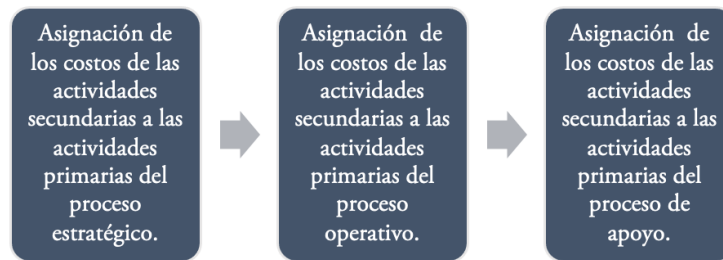 Asignación de
los costos de las
actividades
secundarias a las
actividades
primarias del
proceso
estratégico.
Asignación de
los costos de las
actividades
secundarias a las
actividades
primarias del
proceso
operativo.
Asignación de
los costos de las
actividades
secundarias a las
actividades
primarias del
proceso de
apoyo.